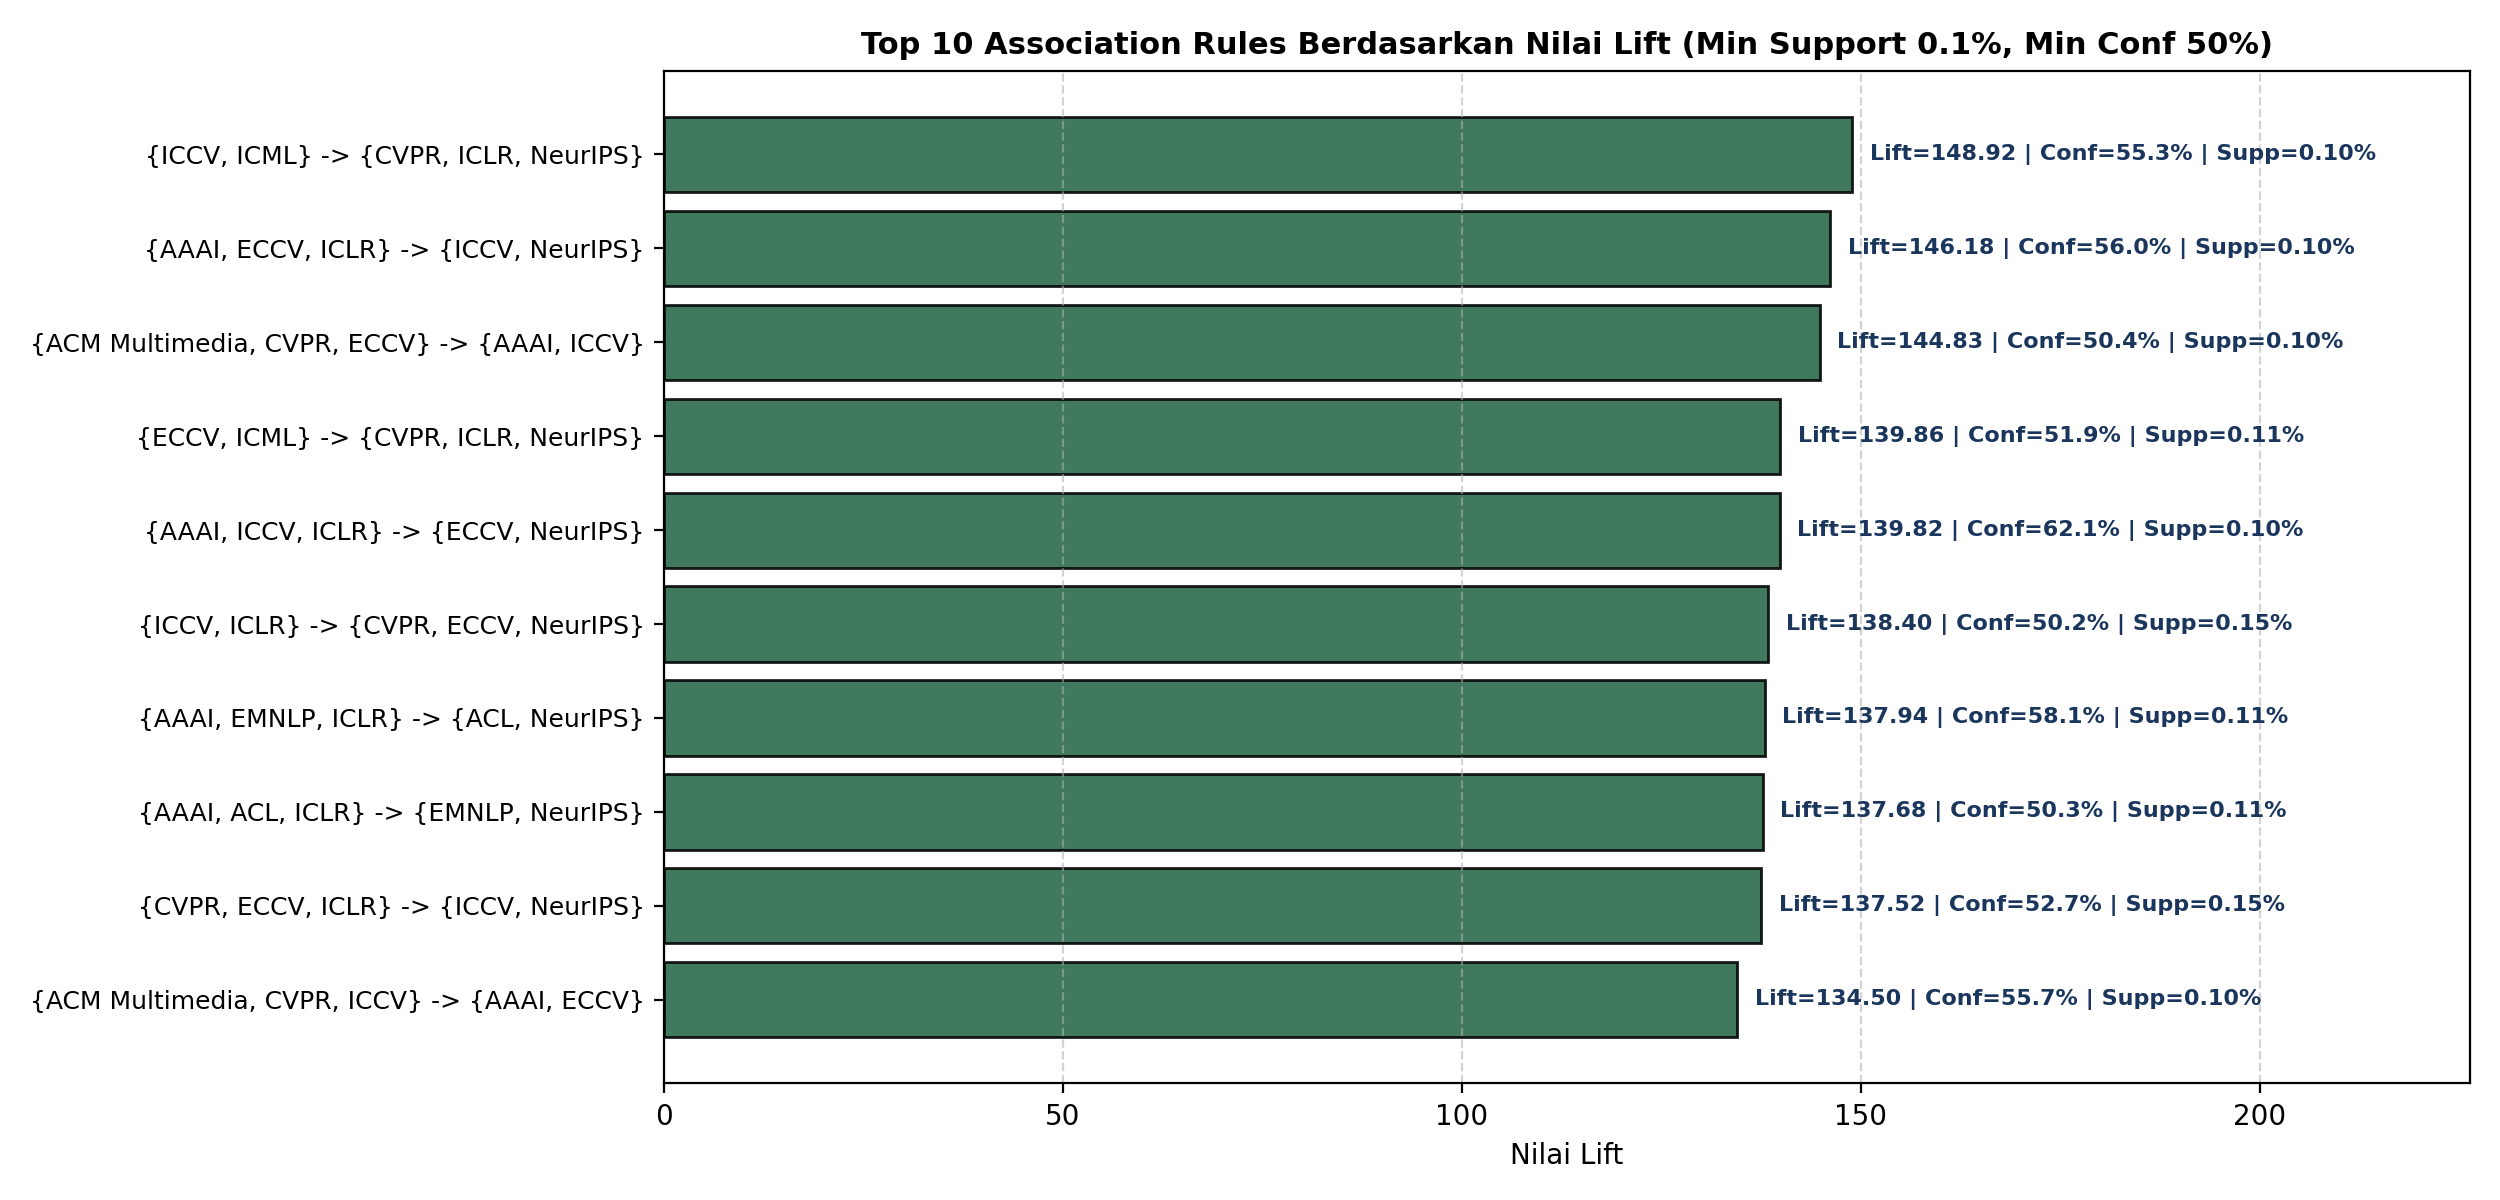 Top 10 Association Rules Berdasarkan Nilai Lift (Min Support 0.1%, Min Conf 50%)
{ICCV, ICML} -> {CVPR, ICLR, NeurIPS}
Lift=148.92 | Conf=55.3% | Supp=0.10%
{AAAI, ECCV, ICLR} -> {ICCV, NeurIPS}
Lift=146.18 | Conf=56.0% | Supp=0.10%
{ACM Multimedia, CVPR, ECCV} -> {AAAI, ICCV}
Lift=144.83 | Conf=50.4% | Supp=0.10%
{ECCV, ICML} -> {CVPR, ICLR, NeurIPS}
Lift=139.86 | Conf=51.9% | Supp=0.11%
{AAAI, ICCV, ICLR} -> {ECCV, NeurIPS}
Lift=139.82 | Conf=62.1% | Supp=0.10%
{ICCV, ICLR} -> {CVPR, ECCV, NeurIPS}
Lift=138.40 | Conf=50.2% | Supp=0.15%
{AAAI, EMNLP, ICLR} -> {ACL, NeurIPS}
Lift=137.94 | Conf=58.1% | Supp=0.11%
{AAAI, ACL, ICLR} -> {EMNLP, NeurIPS}
Lift=137.68 | Conf=50.3% | Supp=0.11%
{CVPR, ECCV, ICLR} -> {ICCV, NeurIPS}
Lift=137.52 | Conf=52.7% | Supp=0.15%
{ACM Multimedia, CVPR, ICCV} -> {AAAI, ECCV}
Lift=134.50 | Conf=55.7% | Supp=0.10%
0 50 100 150 200
Nilai Lift